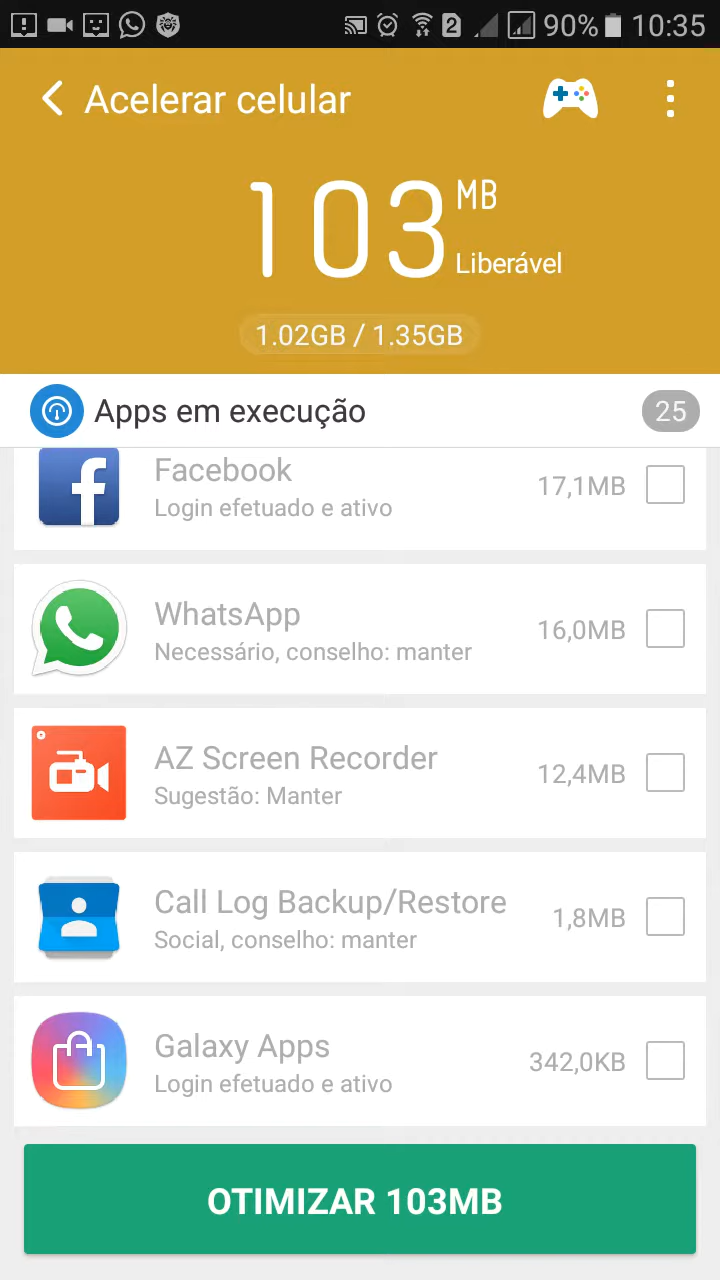 2 90% 10:35
Acelerar celular
103 MB
Liberável
1.02GB / 1.35GB
Apps em execução 25
Facebook
Login efetuado e ativo
17,1MB
WhatsApp
Necessário, conselho: manter
16,0MB
AZ Screen Recorder
Sugestão: Manter
12,4MB
Call Log Backup/Restore
Social, conselho: manter
1,8MB
Galaxy Apps
Login efetuado e ativo
342,0KB
OTIMIZAR 103MB